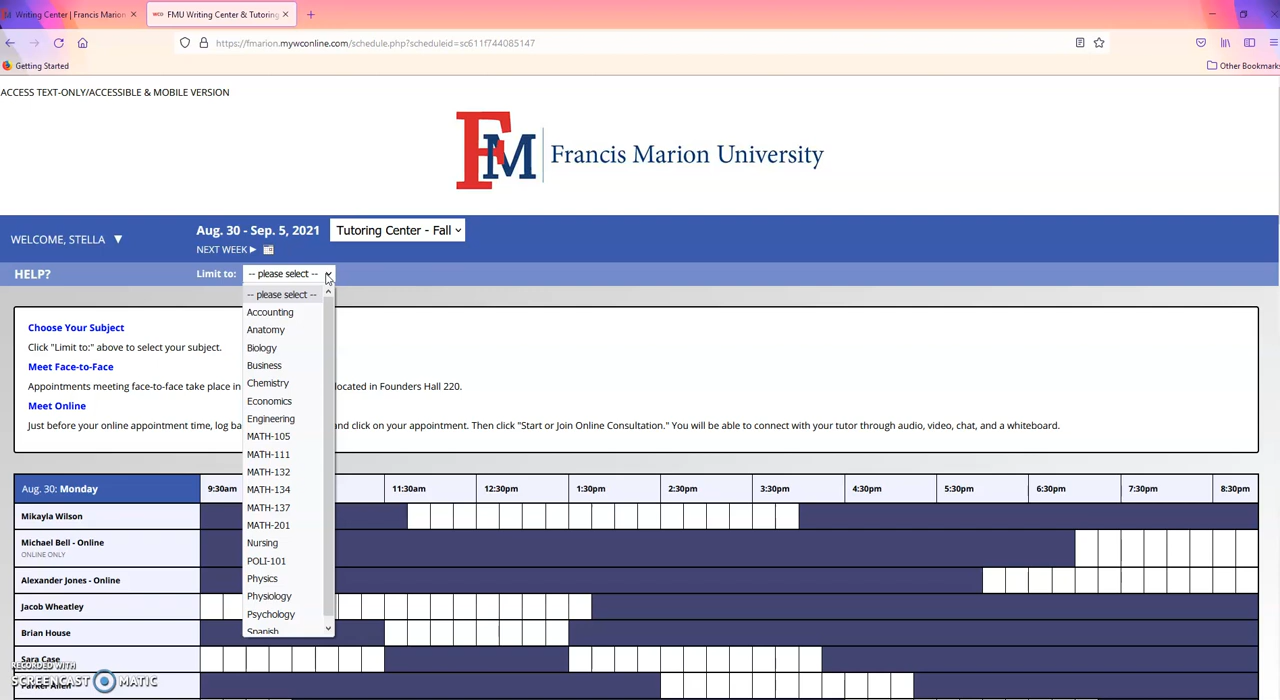 Writing Center | Francis Marion
FMU Writing Center & Tutoring
https://fmarion.mywconline.com/schedule.php?scheduleid=sc611f744085147
Getting Started
Other Bookmarks
ACCESS TEXT-ONLY/ACCESSIBLE & MOBILE VERSION
FM Francis Marion University
WELCOME, STELLA ▼
Aug. 30 - Sep. 5, 2021
Tutoring Center - Fall
NEXT WEEK ▶
HELP?
Limit to:
-- please select --
-- please select --
Accounting
Anatomy
Biology
Business
Chemistry
Economics
Engineering
MATH-105
MATH-111
MATH-132
MATH-134
MATH-137
MATH-201
Nursing
POLI-101
Physics
Physiology
Psychology
Spanish
Choose Your Subject
Click "Limit to:" above to select your subject.
Meet Face-to-Face
Appointments meeting face-to-face take place in located in Founders Hall 220.
Meet Online
Just before your online appointment time, log ba and click on your appointment. Then click "Start or Join Online Consultation." You will be able to connect with your tutor through audio, video, chat, and a whiteboard.
Aug. 30: Monday 9:30am 11:30am 12:30pm 1:30pm 2:30pm 3:30pm 4:30pm 5:30pm 6:30pm 7:30pm 8:30pm
Mikayla Wilson
Michael Bell - Online
ONLINE ONLY
Alexander Jones - Online
Jacob Wheatley
Brian House
Sara Case
Parker Allen
RECORDED WITH
SCREENCAST MATIC